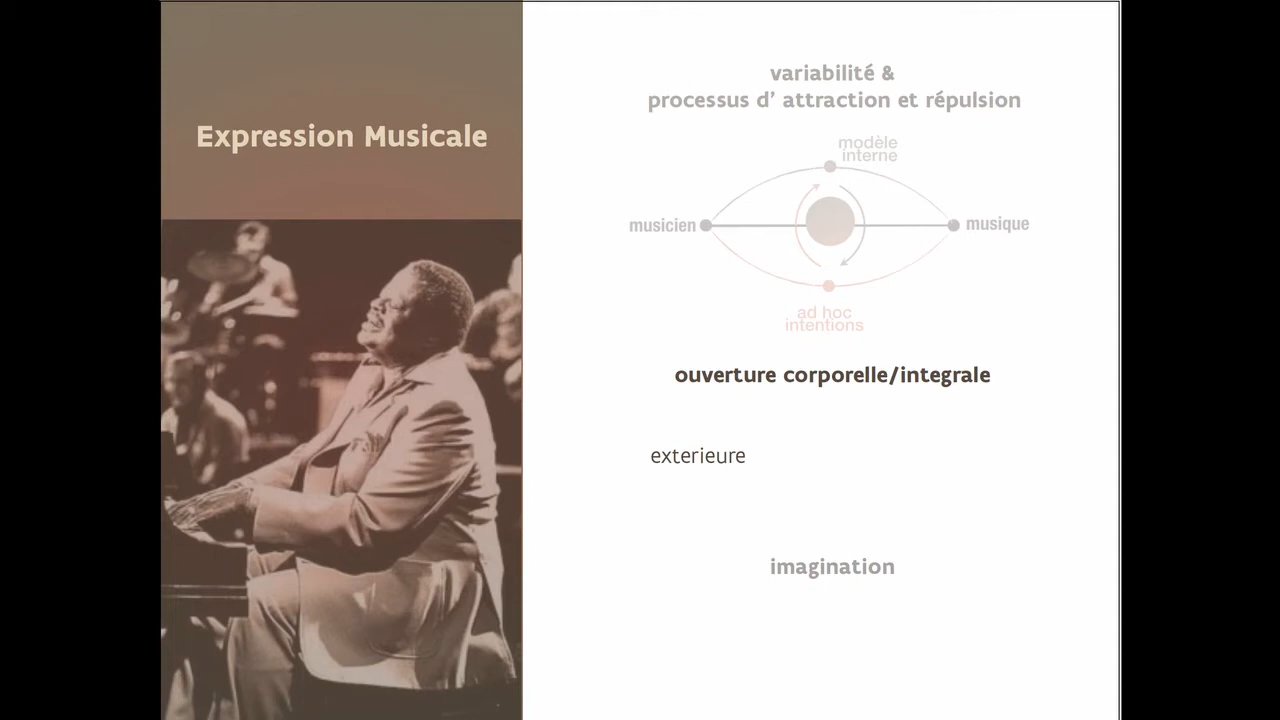 Expression Musicale
variabilité &
processus d' attraction et répulsion
modèle
interne
musicien
musique
ad hoc
intentions
ouverture corporelle/integrale
exterieure
imagination